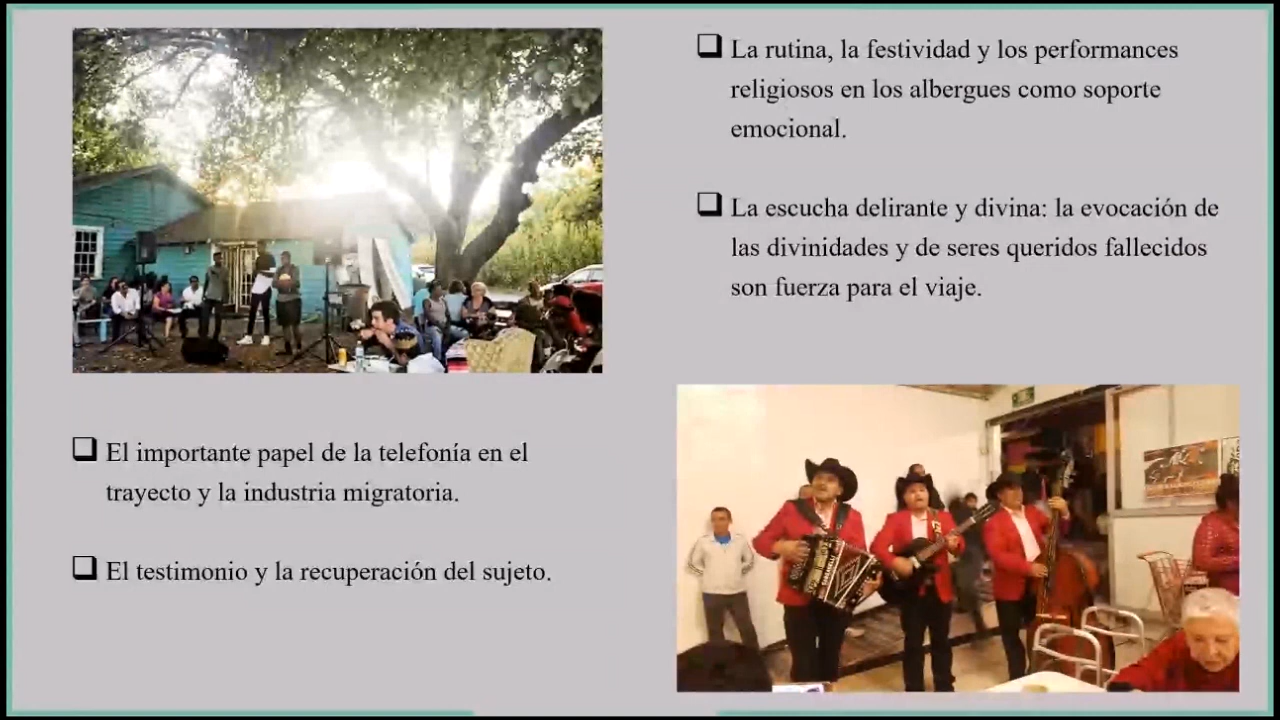 La rutina, la festividad y los performances
religiosos en los albergues como soporte
emocional.
La escucha delirante y divina: la evocación de
las divinidades y de seres queridos fallecidos
son fuerza para el viaje.
El importante papel de la telefonía en el
trayecto y la industria migratoria.
El testimonio y la recuperación del sujeto.